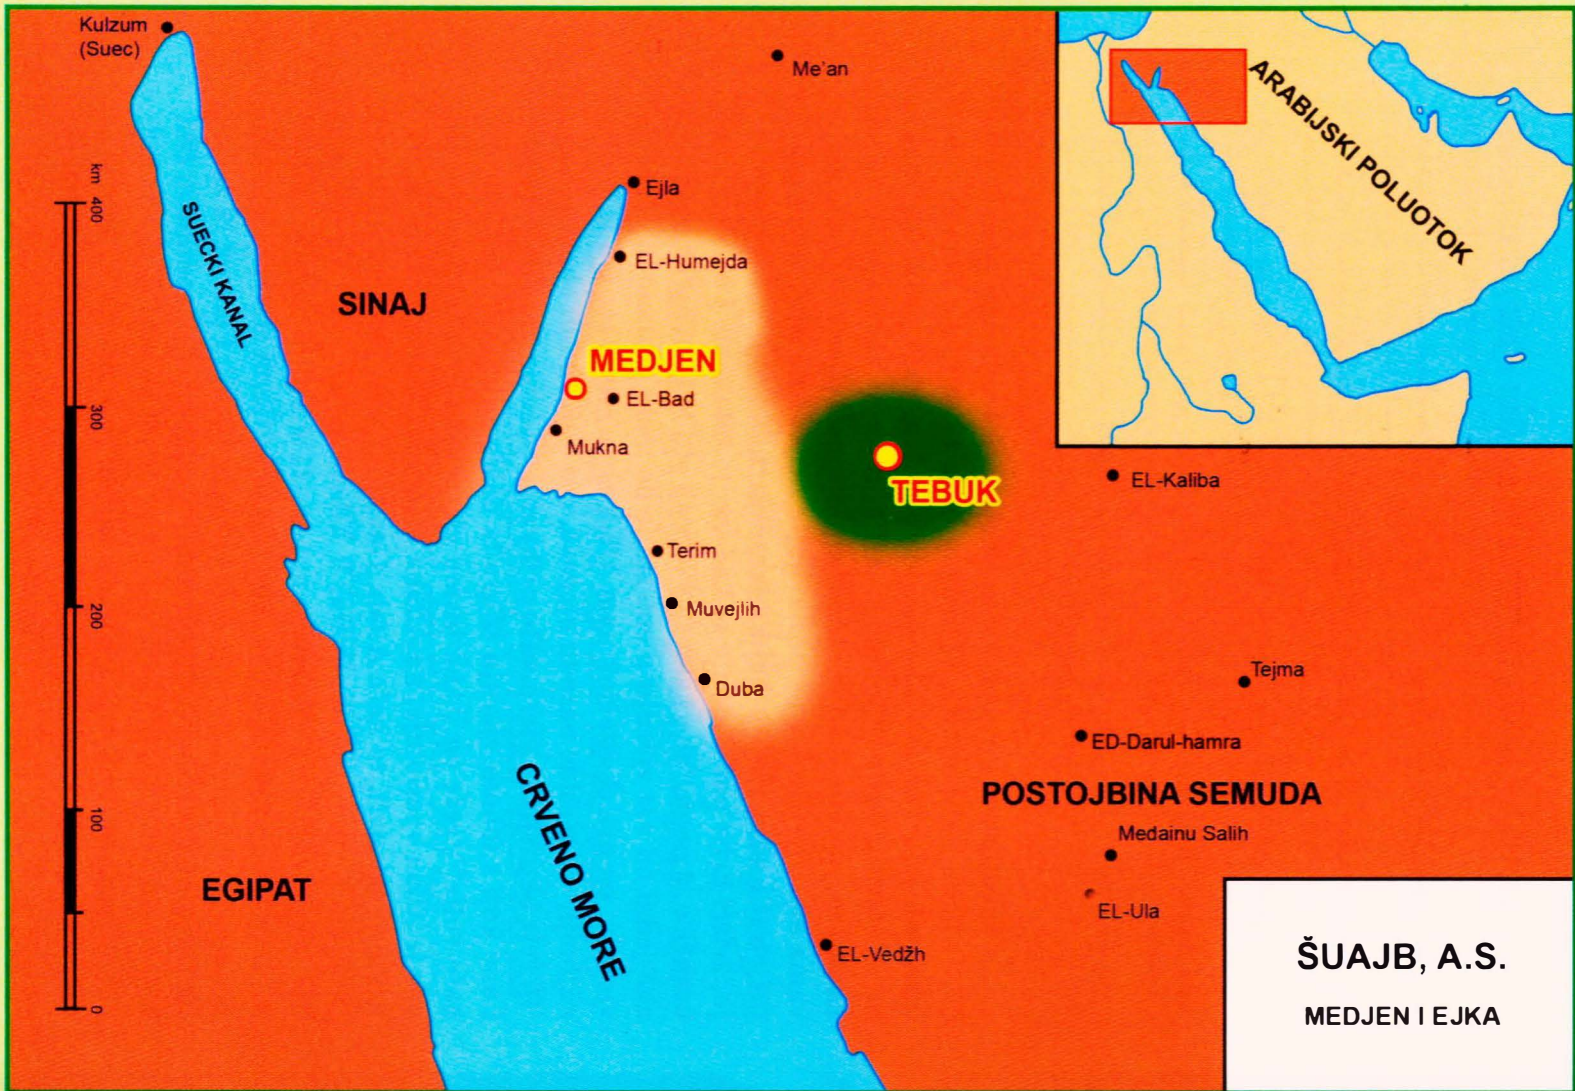 Kulzum
(Suec)
Me'an
ARABIJSKI POLUOTOK
km
400
300
200
100
0
Ejla
SUECKI KANAL
EL-Humejda
SINAJ
MEDJEN
EL-Bad
Mukna
TEBUK
EL-Kaliba
Terim
Muvejlih
Duba
Tejma
ED-Darul-hamra
POSTOJBINA SEMUDA
Medainu Salih
EL-Ula
CRVENO MORE
EGIPAT
EL-Vedžh
ŠUAJB, A.S.
MEDJEN I EJKA